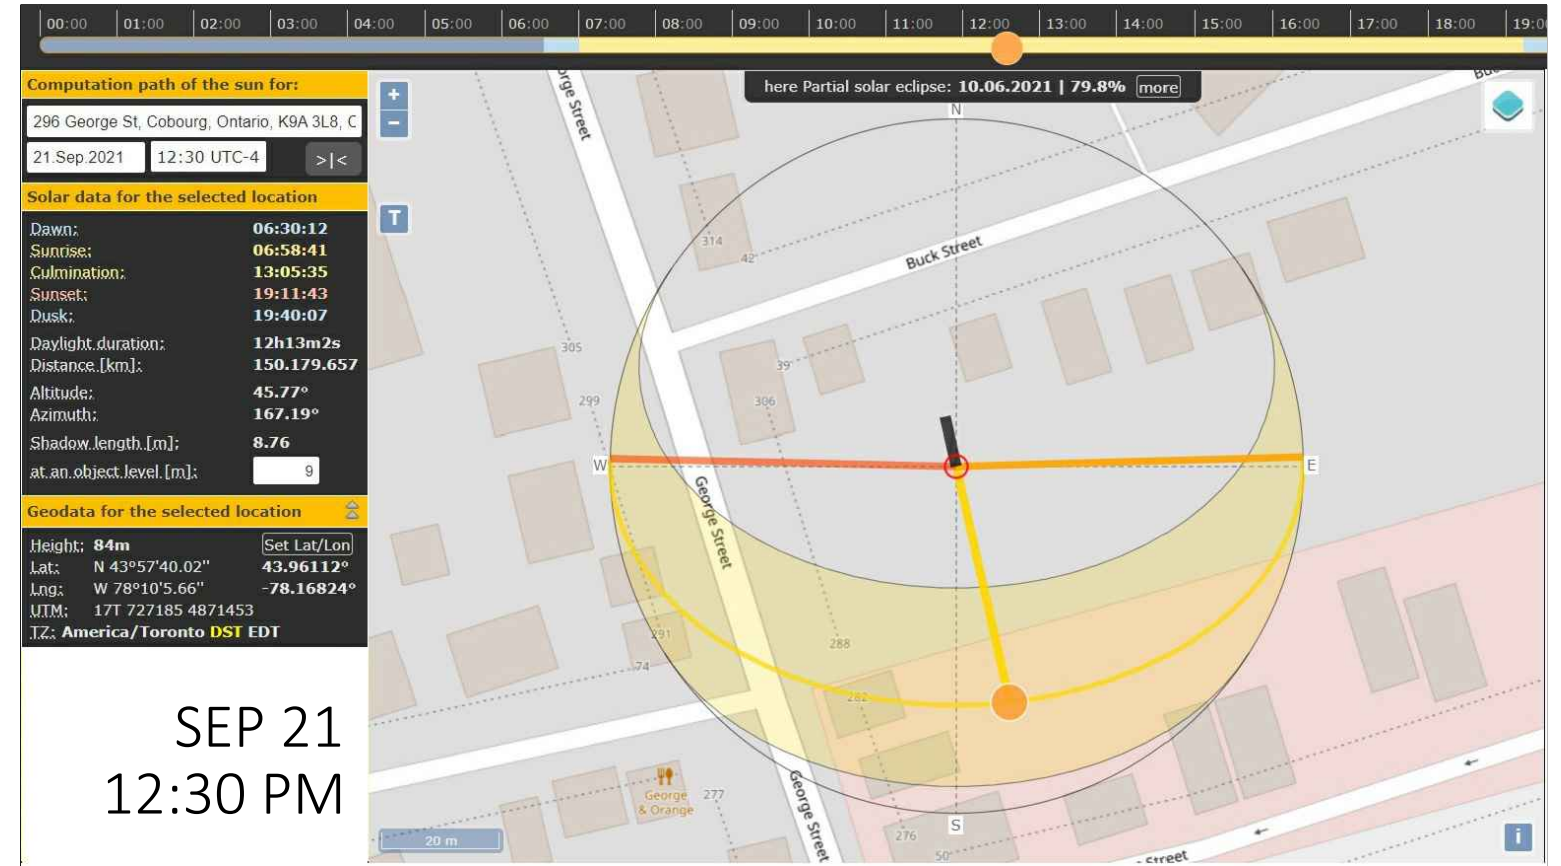 00:00 01:00 02:00 03:00 04:00 05:00 06:00 07:00 08:00 09:00 10:00 11:00 12:00 13:00 14:00 15:00 16:00 17:00 18:00 19:0
Computation path of the sun for:
296 George St, Cobourg, Ontario, K9A 3L8, C
21.Sep.2021 12:30 UTC-4 >|<
Solar data for the selected location
Dawn: 06:30:12
Sunrise: 06:58:41
Culmination: 13:05:35
Sunset: 19:11:43
Dusk: 19:40:07
Daylight duration: 12h13m2s
Distance [km]: 150.179.657
Altitude: 45.77°
Azimuth: 167.19°
Shadow length [m]: 8.76
at an object level [m]: 9
Geodata for the selected location
Height: 84m Set Lat/Lon
Lat: N 43°57'40.02" 43.96112°
Lng: W 78°10'5.66" -78.16824°
UTM: 17T 727185 4871453
TZ: America/Toronto DST EDT
SEP 21
12:30 PM
+
−
T
here Partial solar eclipse: 10.06.2021 | 79.8% more
N
orge Street
314
42
Buck Street
305
39
299
306
W
E
George Street
291
288
74
282
George
& Orange
277
George Street
276
S
50
Street
20 m
i